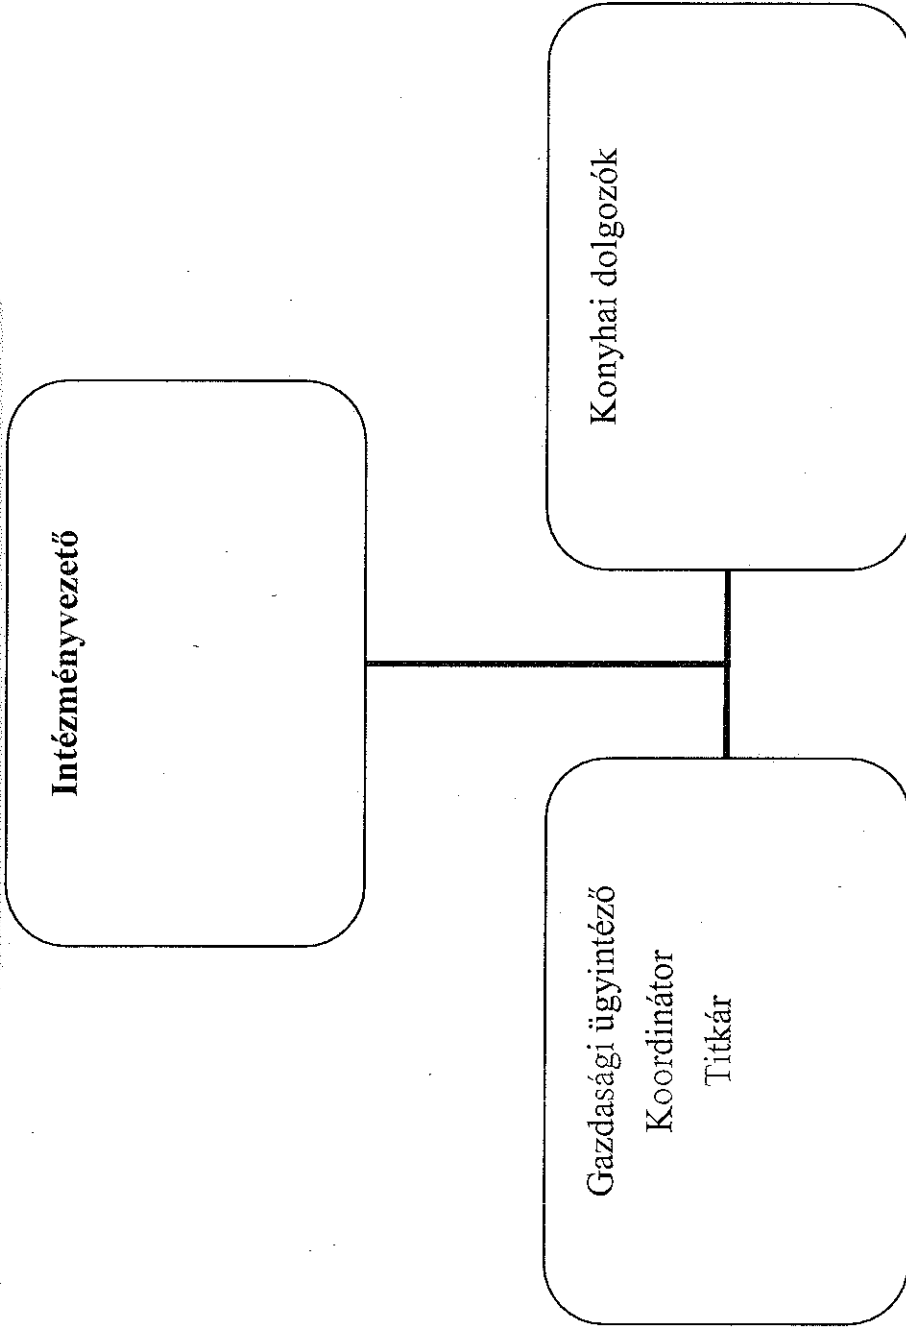 Intézményvezető
Gazdasági ügyintéző
Koordinátor
Titkár
Konyhai dolgozók